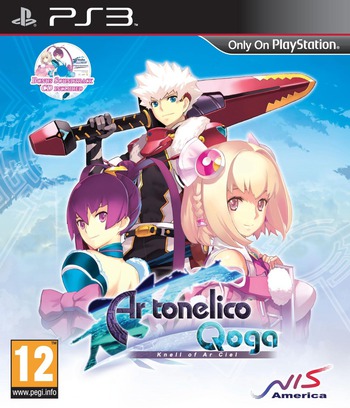 PS3
Only On PlayStation®
BONUS SOUNDTRACK
CD INCLUDED
Ar tonelico
Qoga
Knell of Ar Ciel
12
www.pegi.info
NIS
America